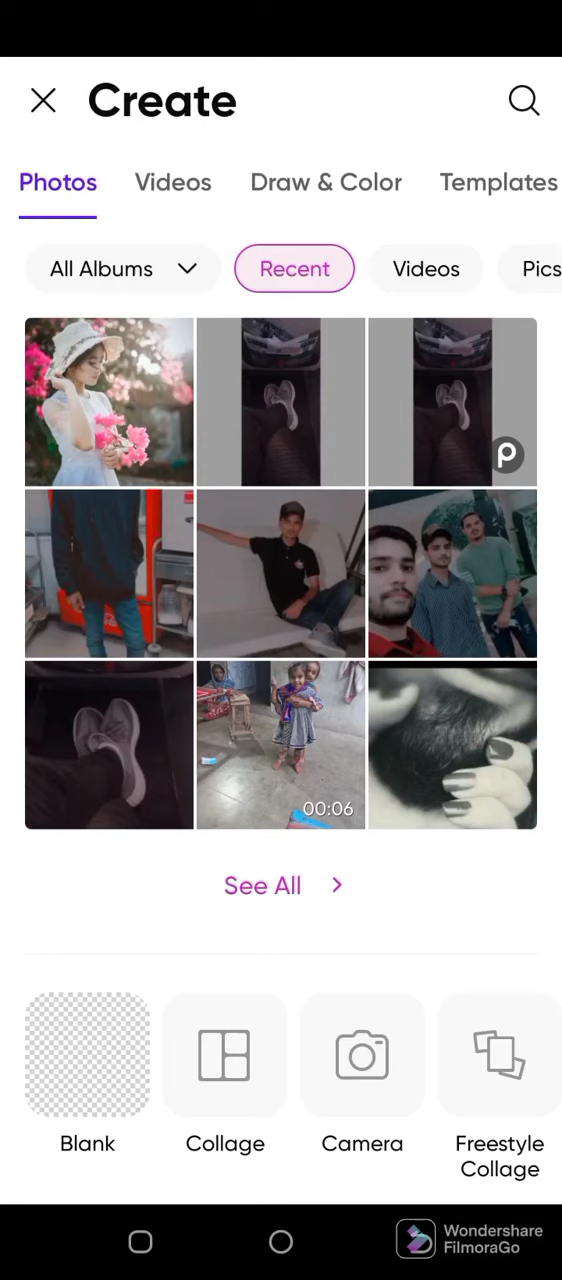 Create
Photos Videos Draw & Color Templates
All Albums Recent Videos Pics
00:06
See All
Blank Collage Camera Freestyle
Collage
Wondershare
FilmoraGo